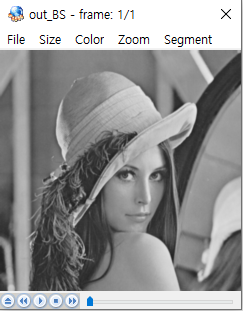 out_BS - frame: 1/1
File Size Color Zoom Segment